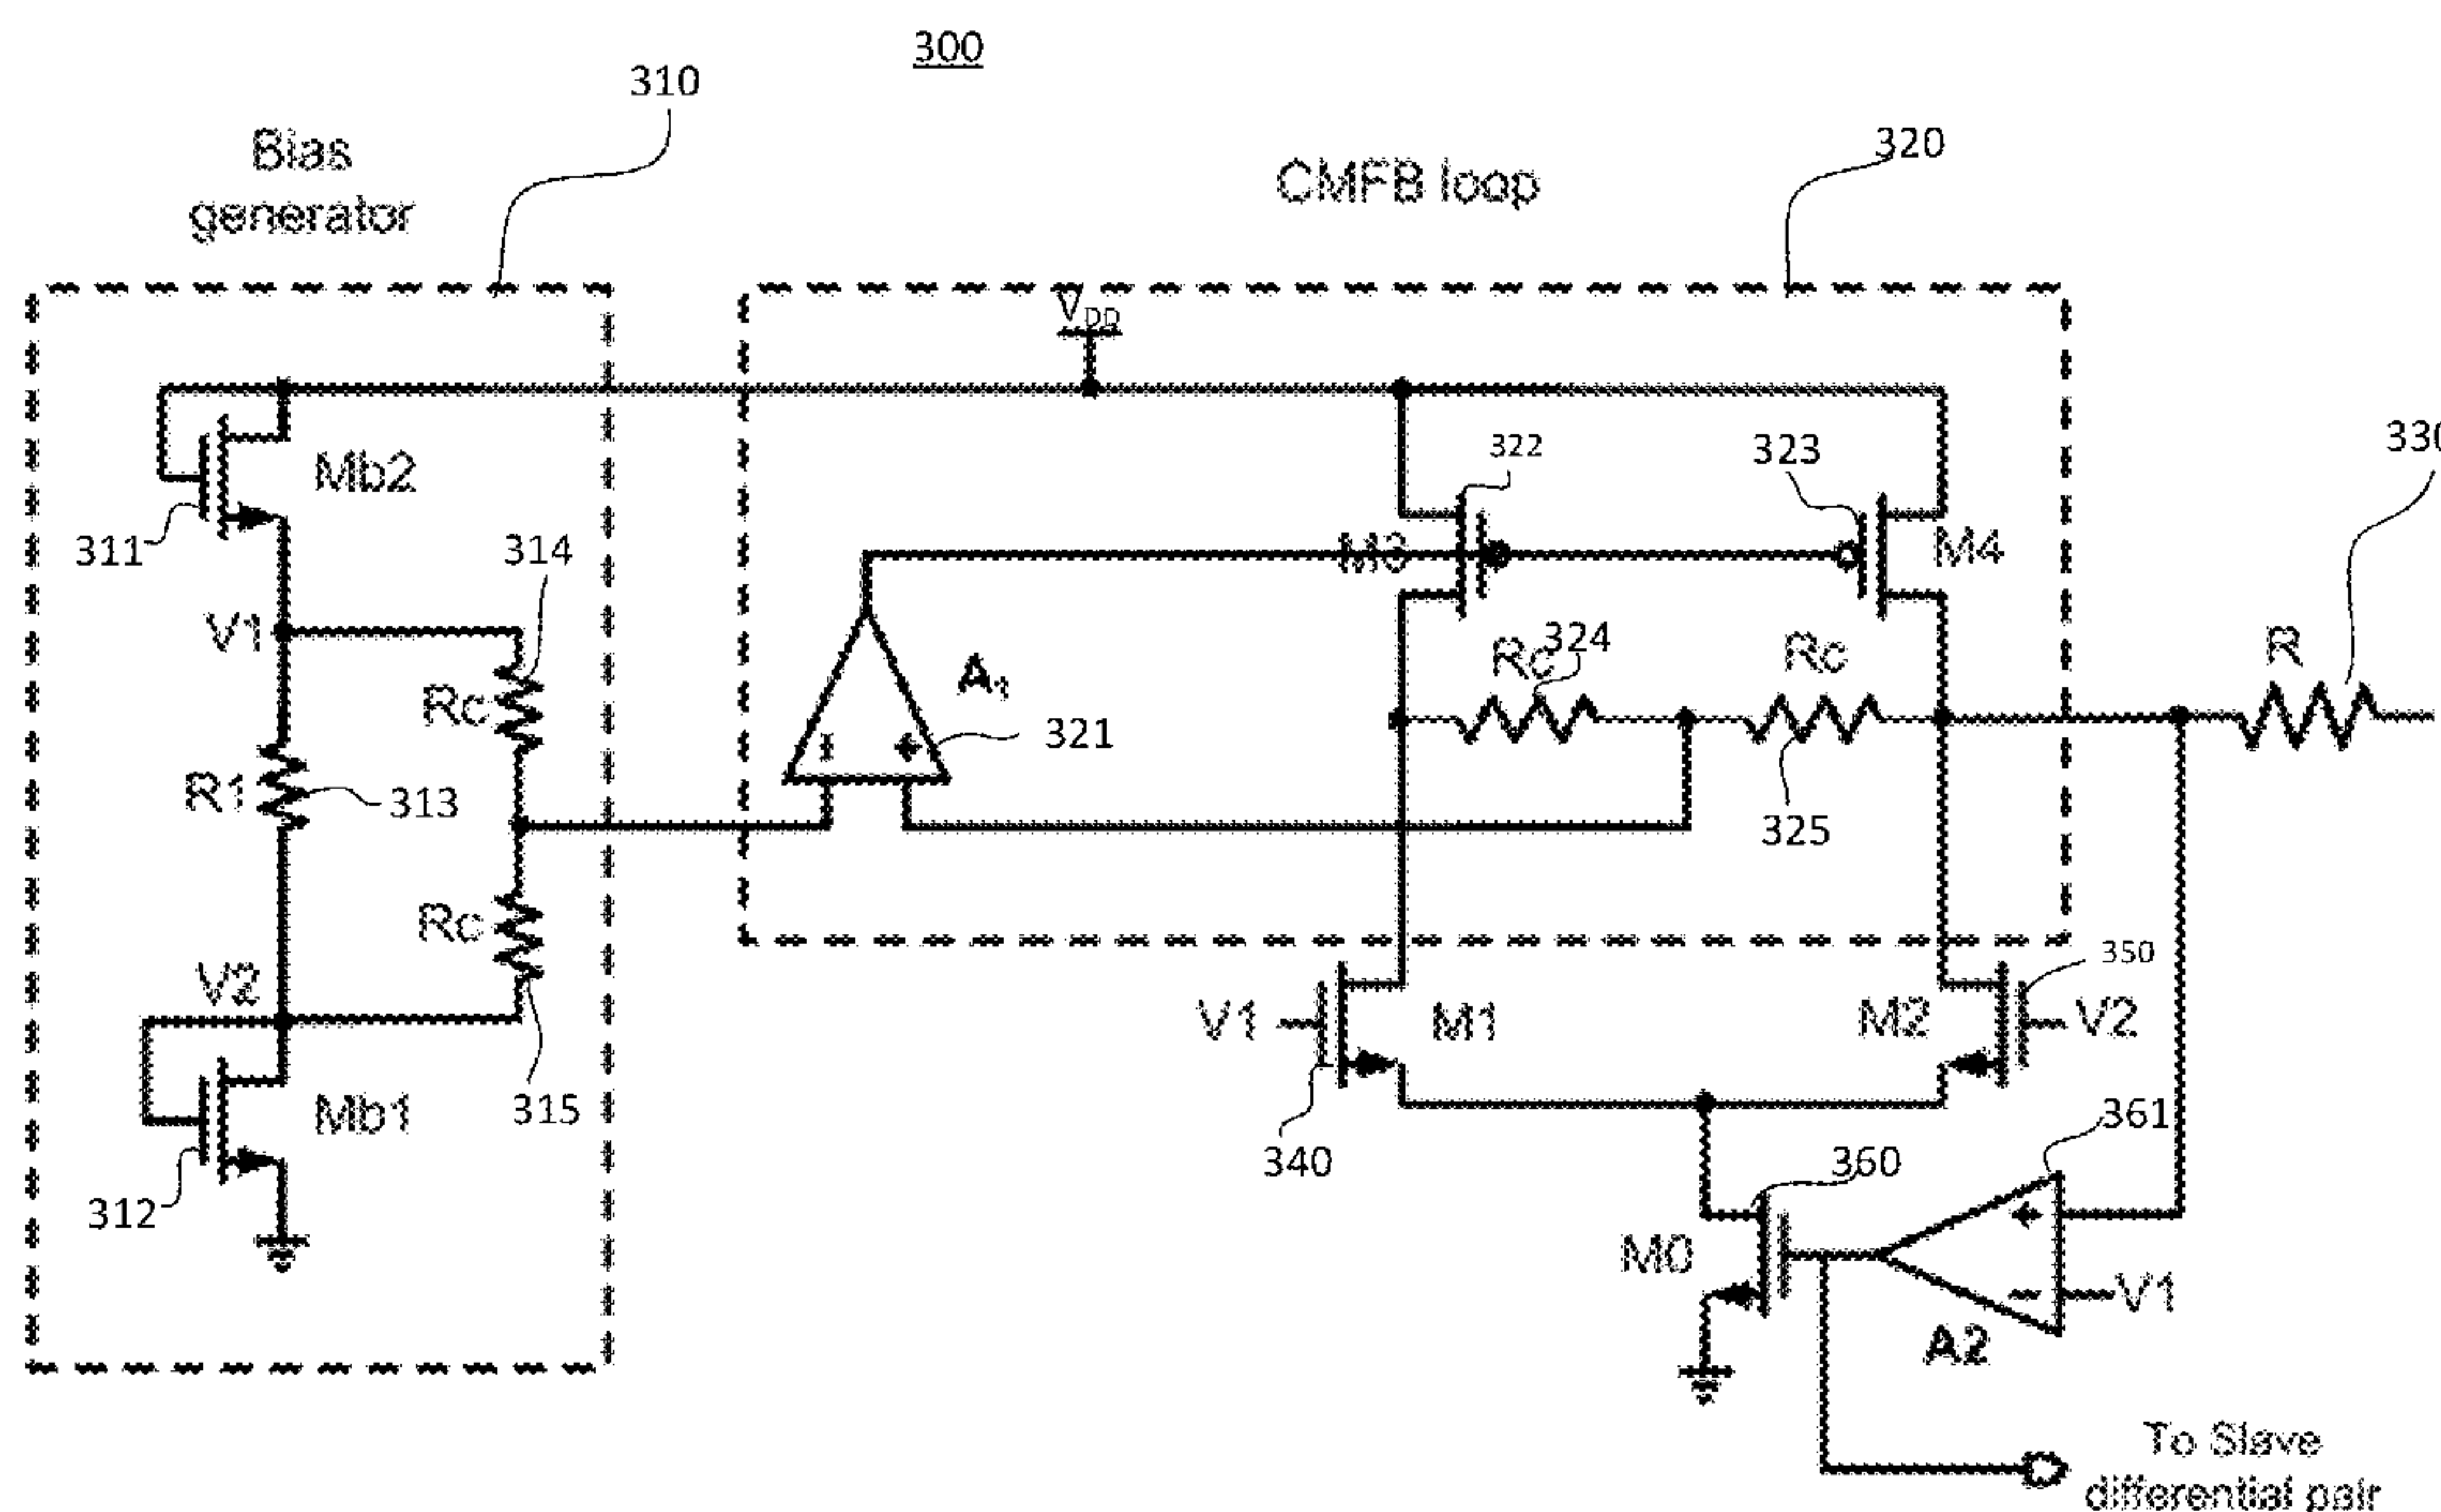 300
310
Bias
generator
CMFB loop
320
VDD
Mb2
311
322
323
330
M3
M4
314
V1
Rc
324
Rc
Rc
R
A1
R1
313
321
- +
325
Rc
V2
350
V1
M1
M2
V2
Mb1
315
312
340
360
361
M0
+
-
V1
A2
To Slave
differential pair